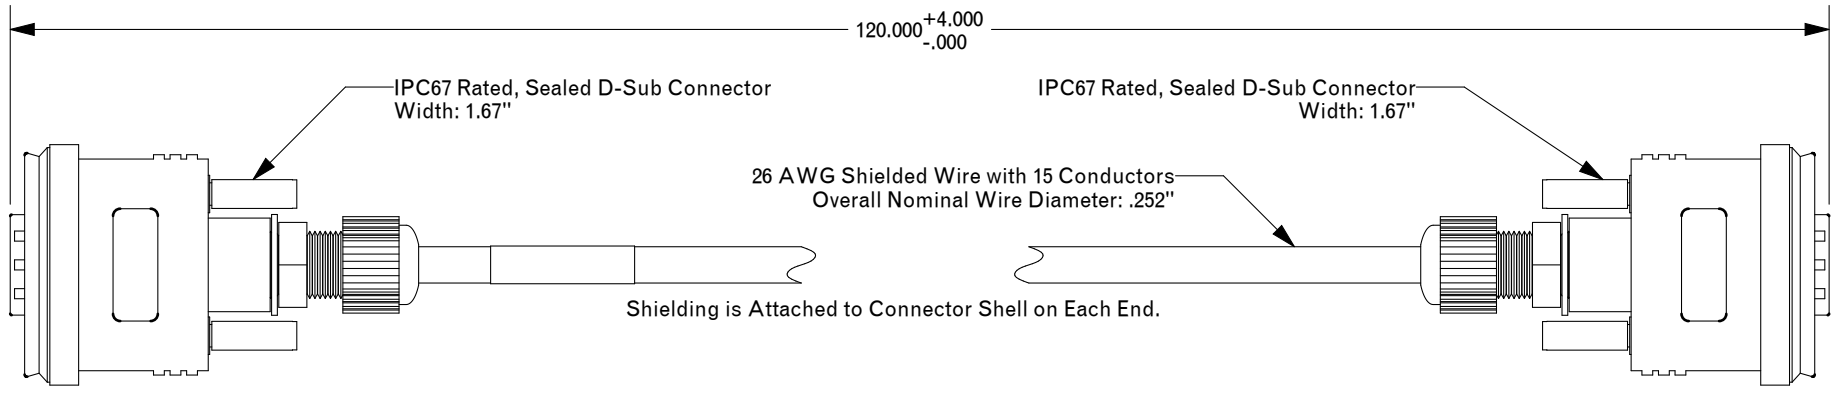 120.000 +4.000 -.000
IPC67 Rated, Sealed D-Sub Connector
Width: 1.67"
IPC67 Rated, Sealed D-Sub Connector
Width: 1.67"
26 AWG Shielded Wire with 15 Conductors
Overall Nominal Wire Diameter: .252"
Shielding is Attached to Connector Shell on Each End.